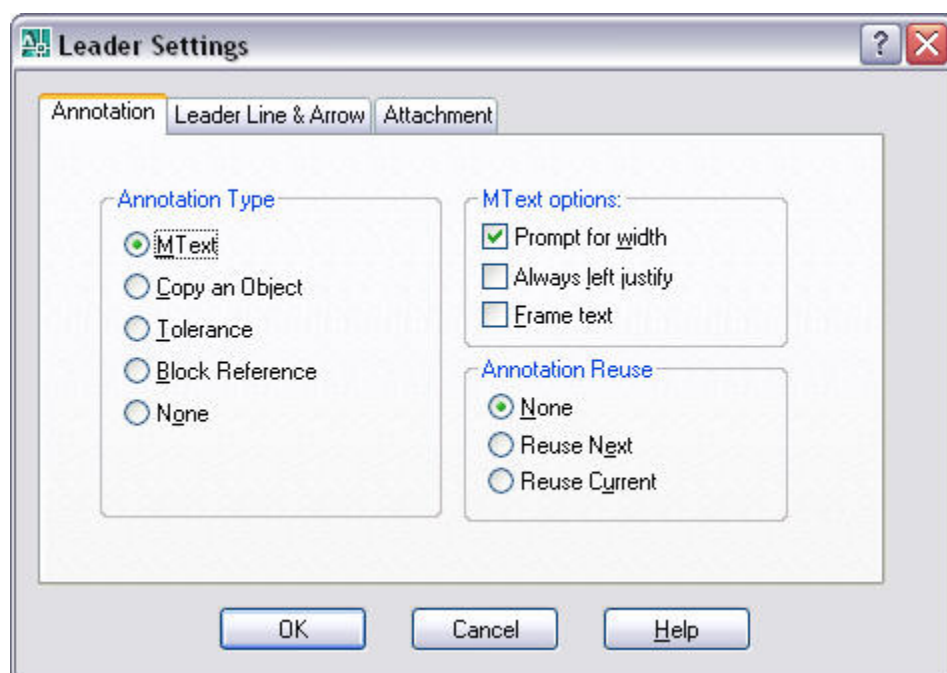 Leader Settings
?
Annotation
Leader Line & Arrow
Attachment
Annotation Type
MText
Copy an Object
Tolerance
Block Reference
None
MText options:
Prompt for width
Always left justify
Frame text
Annotation Reuse
None
Reuse Next
Reuse Current
OK
Cancel
Help